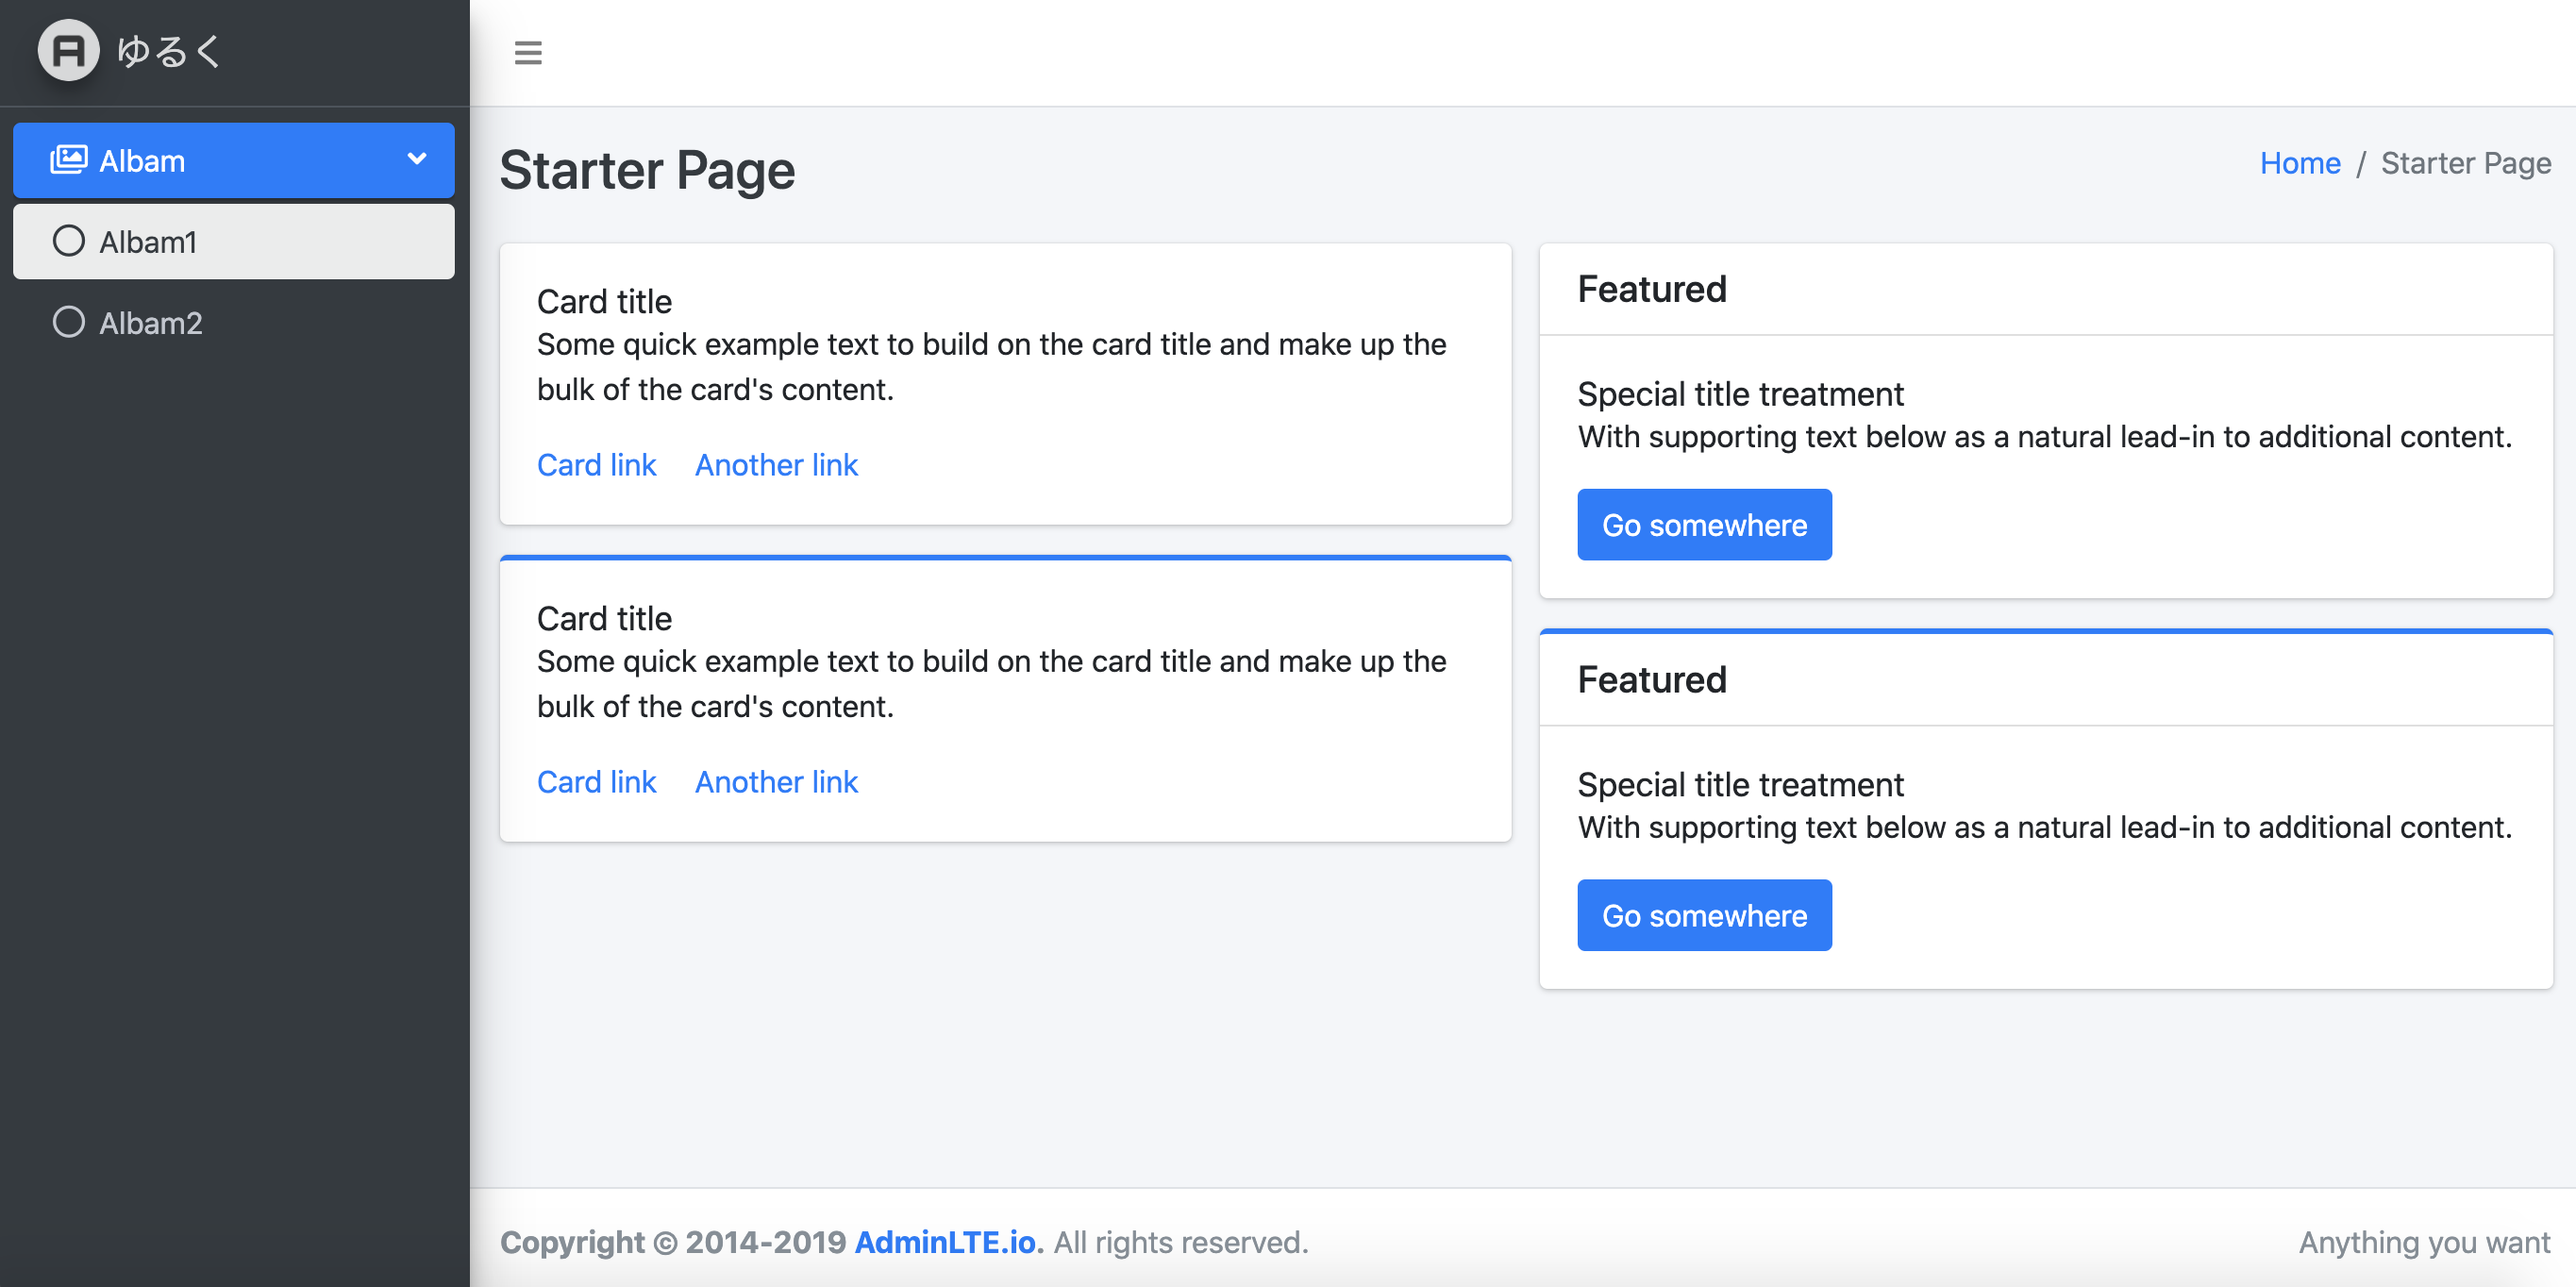 ゆるく
Albam
Albam1
Albam2
Starter Page
Home / Starter Page
Card title
Some quick example text to build on the card title and make up the
bulk of the card's content.
Card link Another link
Card title
Some quick example text to build on the card title and make up the
bulk of the card's content.
Card link Another link
Featured
Special title treatment
With supporting text below as a natural lead-in to additional content.
Go somewhere
Featured
Special title treatment
With supporting text below as a natural lead-in to additional content.
Go somewhere
Copyright © 2014-2019 AdminLTE.io. All rights reserved.
Anything you want